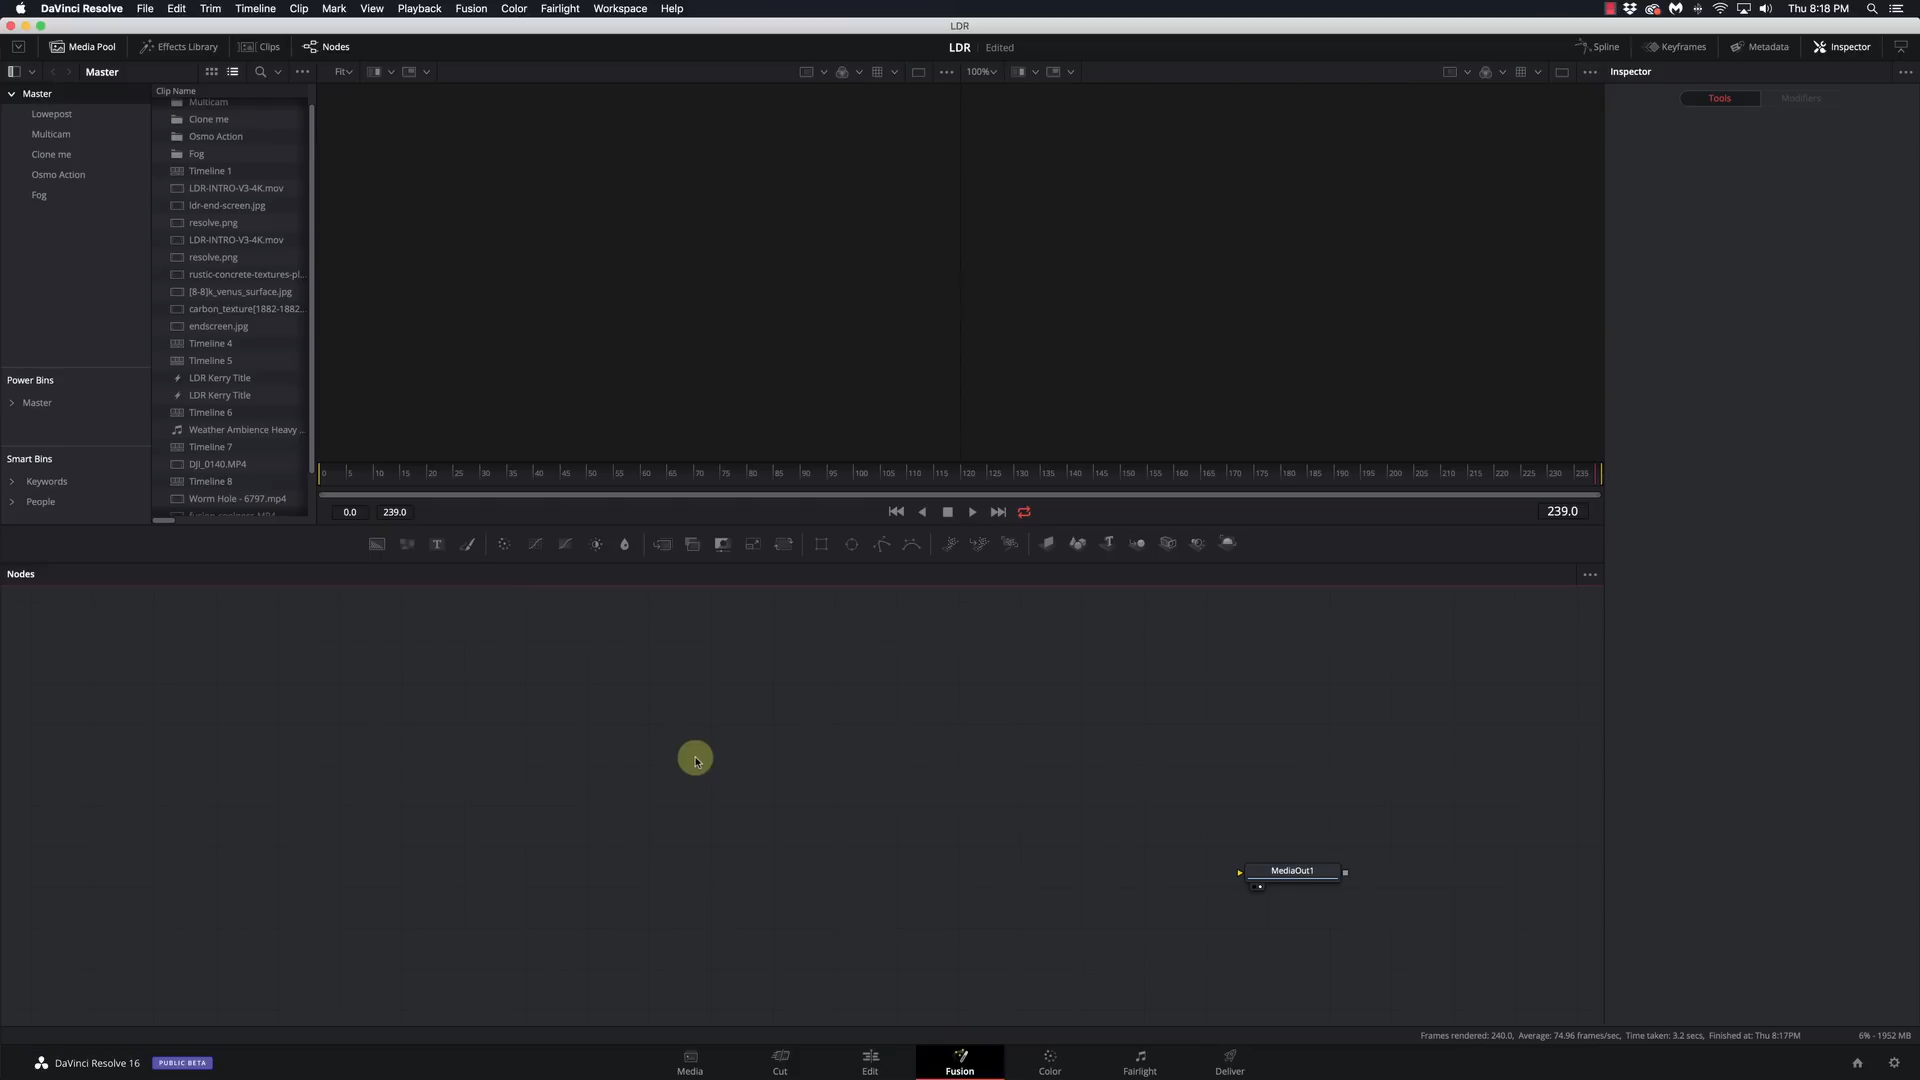 DaVinci Resolve File Edit Trim Timeline Clip Mark View Playback Fusion Color Fairlight Workspace Help Thu 8:18 PM
LDR
Media Pool Effects Library Clips Nodes LDR Edited Spline Keyframes Metadata Inspector
Master Fit 100% Inspector
Clip Name
Tools Modifiers
Master
Lowepost
Multicam
Clone me
Osmo Action
Fog
Power Bins
Master
Smart Bins
Keywords
People
Multicam
Clone me
Osmo Action
Fog
Timeline 1
LDR-INTRO-V3-4K.mov
ldr-end-screen.jpg
resolve.png
LDR-INTRO-V3-4K.mov
resolve.png
rustic-concrete-textures-pl...
[8-8]k_venus_surface.jpg
carbon_texture[1882-1882...
endscreen.jpg
Timeline 4
Timeline 5
LDR Kerry Title
LDR Kerry Title
Timeline 6
Weather Ambience Heavy ...
Timeline 7
DJI_0140.MP4
Timeline 8
Worm Hole - 6797.mp4
0 5 10 15 20 25 30 35 40 45 50 55 60 65 70 75 80 85 90 95 100 105 110 115 120 125 130 135 140 145 150 155 160 165 170 175 180 185 190 195 200 205 210 215 220 225 230 235
0.0 239.0 239.0
T
Nodes
MediaOut1
Frames rendered: 240.0, Average: 74.96 frames/sec, Time taken: 3.2 secs, Finished at: Thu 8:17PM 6% - 1952 MB
DaVinci Resolve 16 PUBLIC BETA Media Cut Edit Fusion Color Fairlight Deliver